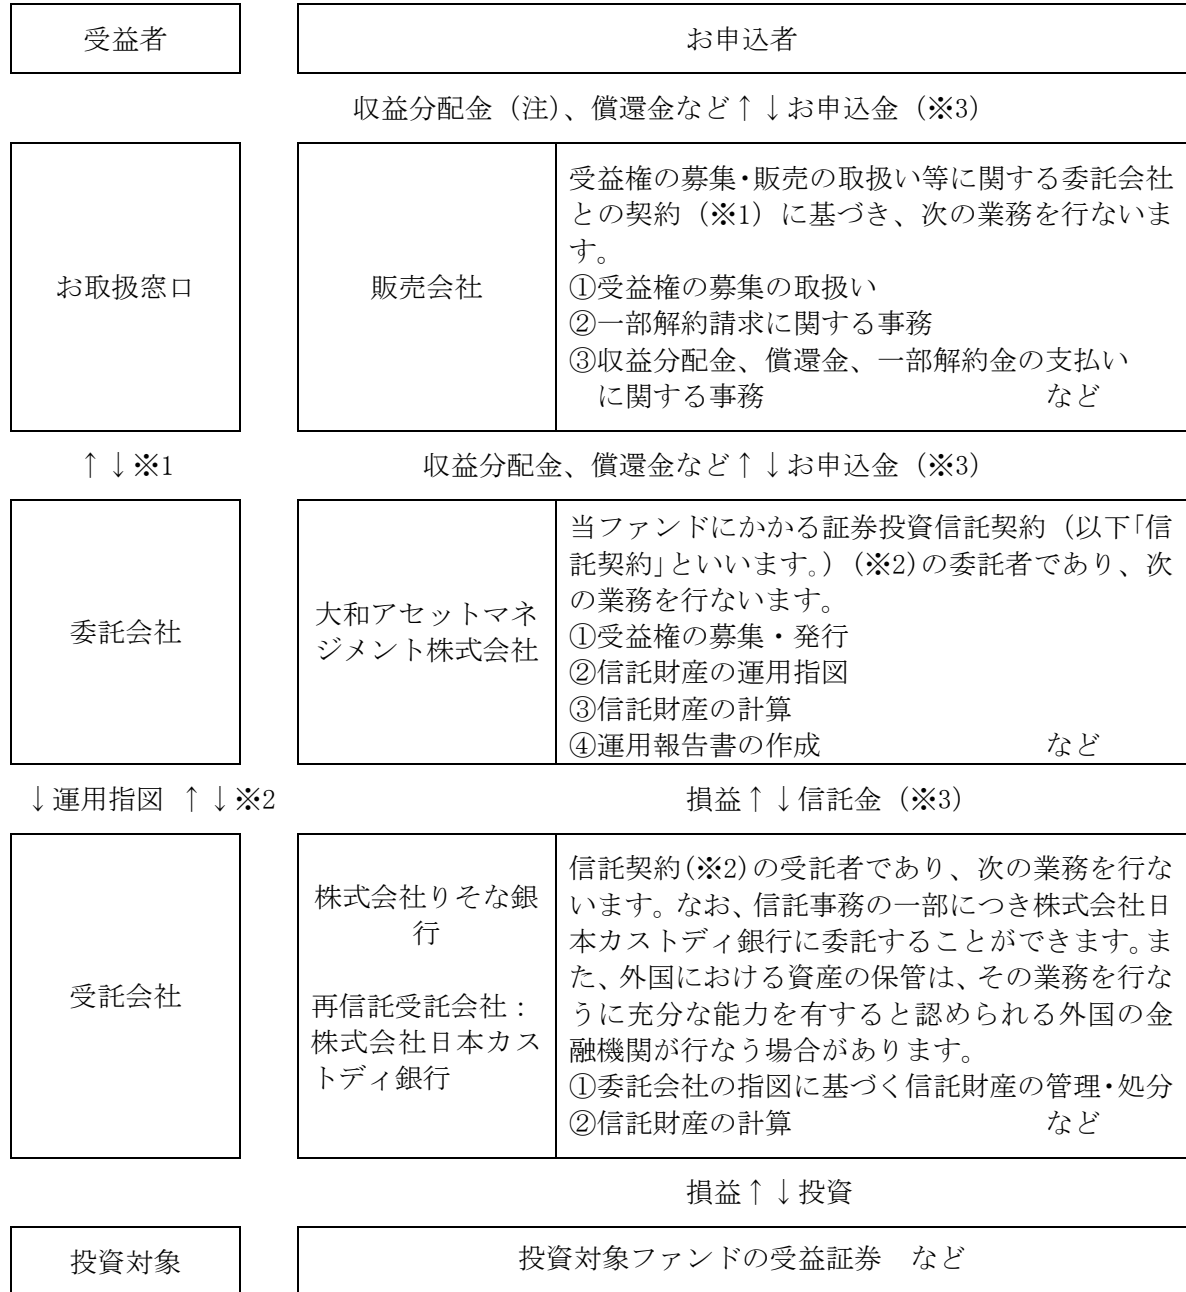 受益者
お申込者
収益分配金（注）、償還金など↑↓お申込金（※3）
お取扱窓口
販売会社
受益権の募集・販売の取扱い等に関する委託会社
との契約（※1）に基づき、次の業務を行ないま
す。
①受益権の募集の取扱い
②一部解約請求に関する事務
③収益分配金、償還金、一部解約金の支払い
に関する事務　など
↑↓※1
収益分配金、償還金など↑↓お申込金（※3）
委託会社
大和アセットマネ
ジメント株式会社
当ファンドにかかる証券投資信託契約（以下「信
託契約」といいます。）（※2）の委託者であり、次
の業務を行ないます。
①受益権の募集・発行
②信託財産の運用指図
③信託財産の計算
④運用報告書の作成　など
↓運用指図 ↑↓※2
損益↑↓信託金（※3）
受託会社
株式会社りそな銀
行
再信託受託会社：
株式会社日本カス
トディ銀行
信託契約（※2）の受託者であり、次の業務を行な
います。なお、信託事務の一部につき株式会社日
本カストディ銀行に委託することができます。ま
た、外国における資産の保管は、その業務を行な
うに充分な能力を有すると認められる外国の金
融機関が行なう場合があります。
①委託会社の指図に基づく信託財産の管理・処分
②信託財産の計算　など
損益↑↓投資
投資対象
投資対象ファンドの受益証券　など